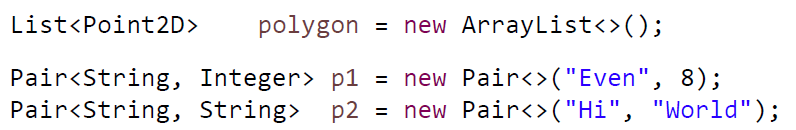 List<Point2D>    polygon = new ArrayList<>();
Pair<String, Integer> p1 = new Pair<>("Even", 8);
Pair<String, String>  p2 = new Pair<>("Hi", "World");